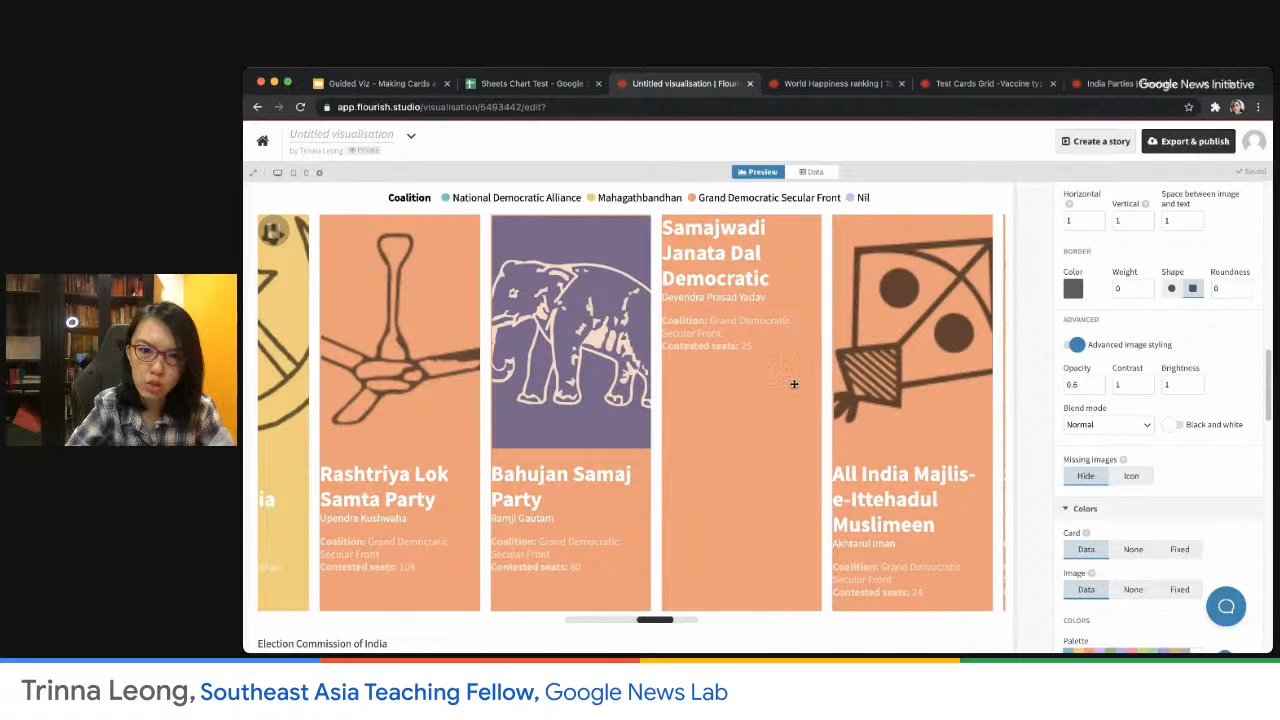 Guided Viz - Making Cards a
Sheets Chart Test - Google S
Untitled visualisation | Flouri
World Happiness ranking | T
Test Cards Grid -Vaccine typ
India Parties |
Google News Initiative
app.flourish.studio/visualisation/5493442/edit?
Untitled visualisation
by Trinna Leong
Private
Create a story
Export & publish
Preview
Data
Saved
Coalition
National Democratic Alliance
Mahagathbandhan
Grand Democratic Secular Front
Nil
Rashtriya Lok
Samta Party
Upendra Kushwaha
Coalition: Grand Democratic
Secular Front
Contested seats: 104
Bahujan Samaj
Party
Ramji Gautam
Coalition: Grand Democratic
Secular Front
Contested seats: 80
Samajwadi
Janata Dal
Democratic
Devendra Prasad Yadav
Coalition: Grand Democratic
Secular Front
Contested seats: 25
All India Majlis-
e-Ittehadul
Muslimeen
Akhtarul Iman
Coalition: Grand Democratic
Secular Front
Contested seats: 24
Election Commission of India
Horizontal
Vertical
Space between image
and text
1
1
1
BORDER
Color
Weight
Shape
Roundness
0
0
ADVANCED
Advanced image styling
Opacity
Contrast
Brightness
0.6
1
1
Blend mode
Normal
Black and white
Missing images
Hide
Icon
Colors
Card
Data
None
Fixed
Image
Data
None
Fixed
COLORS
Palette
Trinna Leong, Southeast Asia Teaching Fellow, Google News Lab